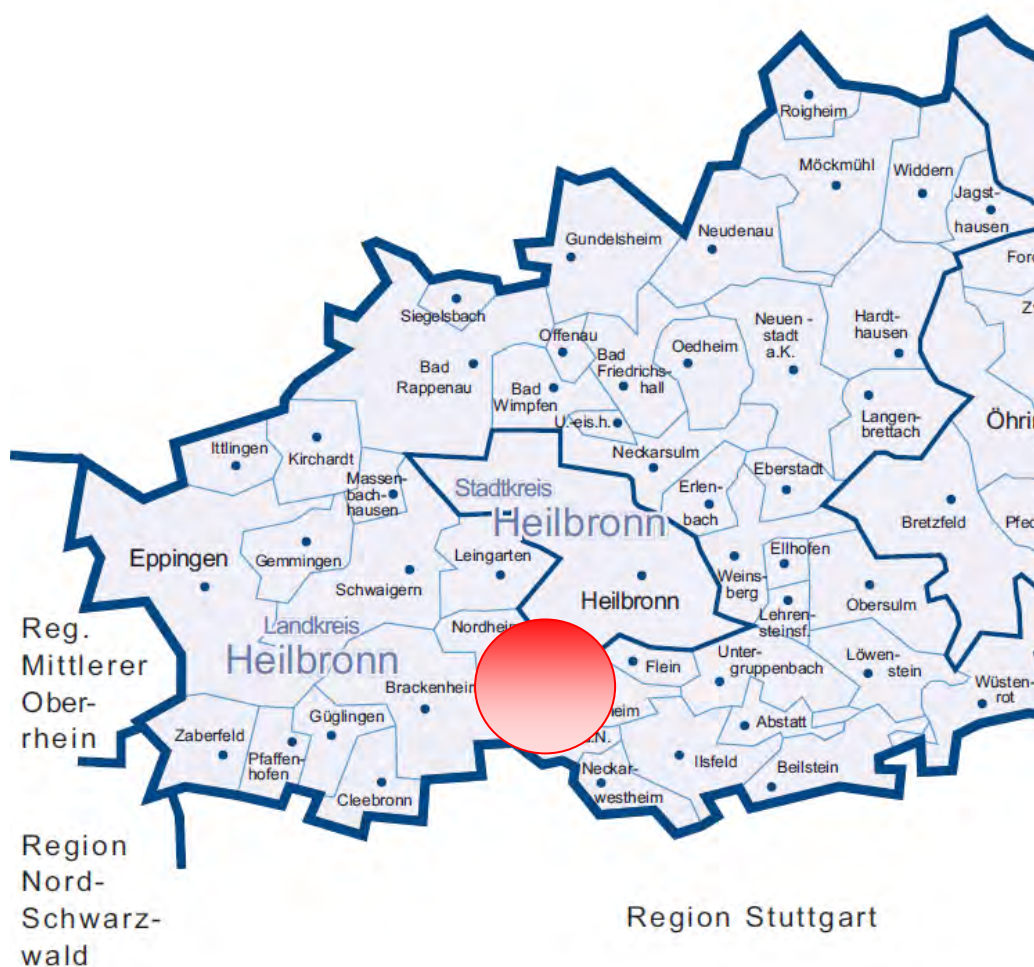 Roigheim
Möckmühl
Widdern
Jagst-
hausen
Gundelsheim
Neudenau
Siegelsbach
Offenau
Bad
Rappenau
Bad
Wimpfen
Bad
Friedrichs-
hall
Oedheim
Neuen -
stadt
a.K.
Hardt-
hausen
U.-eis.h.
Langen-
brettach
Ittlingen
Kirchardt
Massen-
bach-
hausen
Neckarsulm
Stadtkreis
Heilbronn
Erlen-
bach
Eberstadt
Bretzfeld
Eppingen
Gemmingen
Schwaigern
Leingarten
Heilbronn
Weins-
berg
Ellhofen
Lehren-
steinsf.
Obersulm
Landkreis
Heilbronn
Flein
Unter-
gruppenbach
Löwen-
stein
Wüsten-
rot
Reg.
Mittlerer
Ober-
rhein
Zaberfeld
Pfaffen-
hofen
Güglingen
Cleebronn
Abstatt
Ilsfeld
Beilstein
Neckar-
westheim
Region
Nord-
Schwarz-
wald
Region Stuttgart